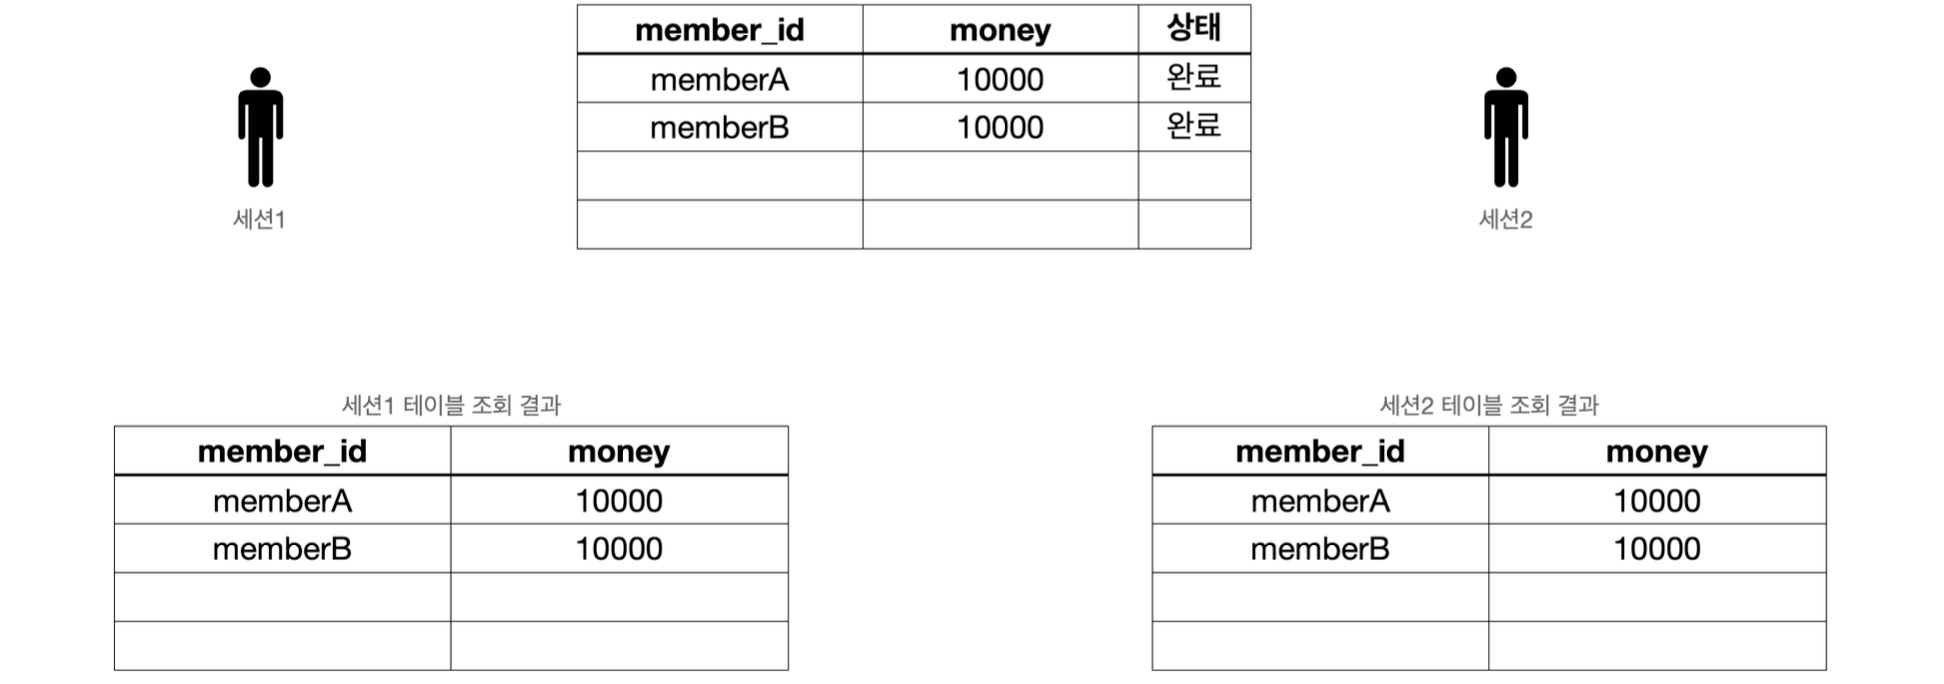 member_id money 상태
memberA 10000 완료
memberB 10000 완료
세션1
세션2
세션1 테이블 조회 결과
member_id money
memberA 10000
memberB 10000
세션2 테이블 조회 결과
member_id money
memberA 10000
memberB 10000